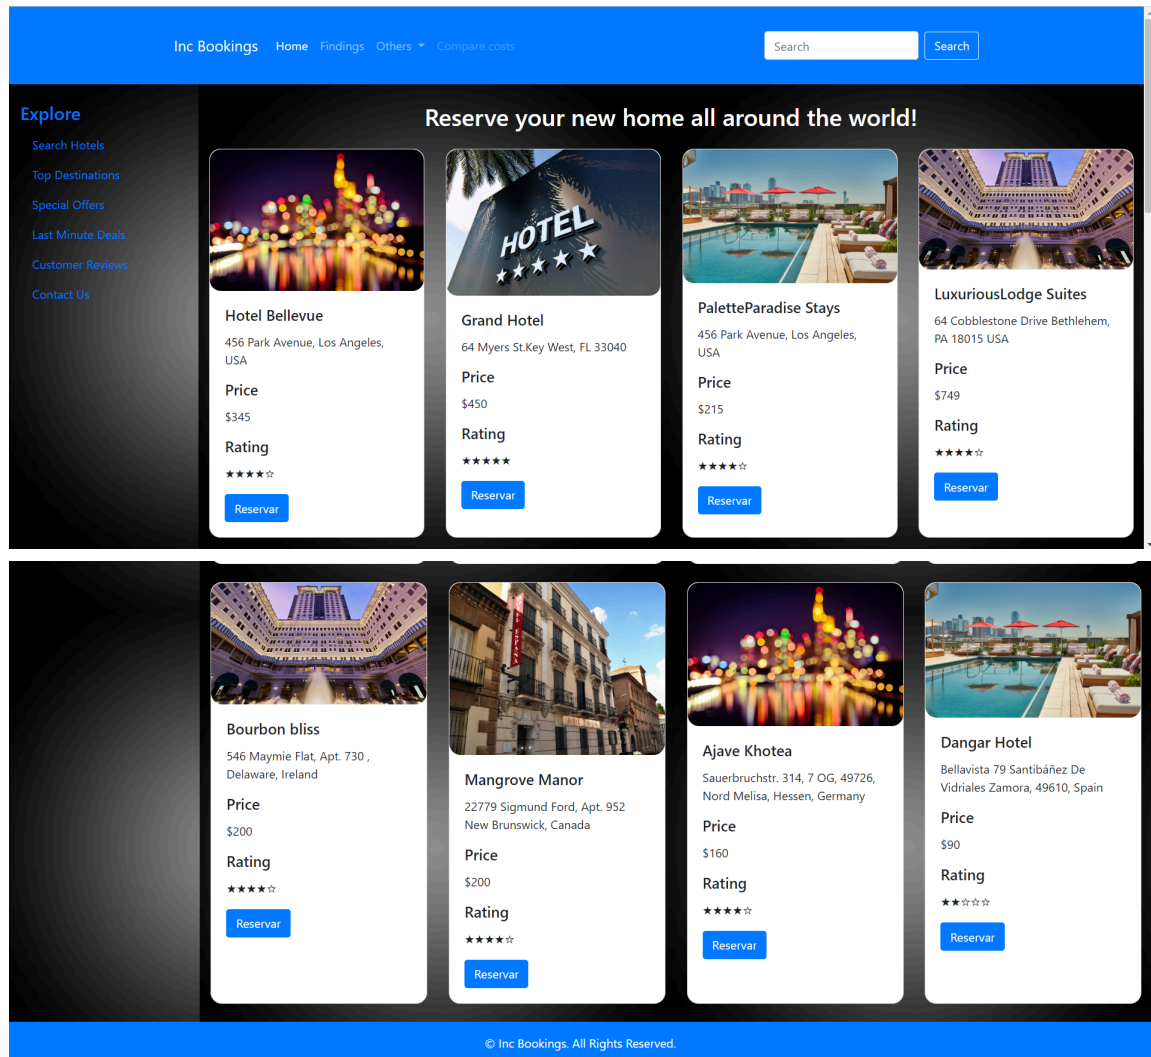 Inc Bookings Home Findings Others Compare costs Search Search
Explore
Search Hotels
Top Destinations
Special Offers
Last Minute Deals
Customer Reviews
Contact Us
Reserve your new home all around the world!
HOTEL
★★★★★
Hotel Bellevue
456 Park Avenue, Los Angeles,
USA
Price
$345
Rating
★★★★☆
Reservar
Grand Hotel
64 Myers St.Key West, FL 33040
Price
$450
Rating
★★★★★
Reservar
PaletteParadise Stays
456 Park Avenue, Los Angeles,
USA
Price
$215
Rating
★★★★☆
Reservar
LuxuriousLodge Suites
64 Cobblestone Drive Bethlehem,
PA 18015 USA
Price
$749
Rating
★★★★☆
Reservar
Bourbon bliss
546 Maymie Flat, Apt. 730 ,
Delaware, Ireland
Price
$200
Rating
★★★★☆
Reservar
ESPAÑA
Mangrove Manor
22779 Sigmund Ford, Apt. 952
New Brunswick, Canada
Price
$200
Rating
★★★★☆
Reservar
Ajave Khotea
Sauerbruchstr. 314, 7 OG, 49726,
Nord Melisa, Hessen, Germany
Price
$160
Rating
★★★★☆
Reservar
Dangar Hotel
Bellavista 79 Santibáñez De
Vidriales Zamora, 49610, Spain
Price
$90
Rating
★★☆☆☆
Reservar
© Inc Bookings. All Rights Reserved.